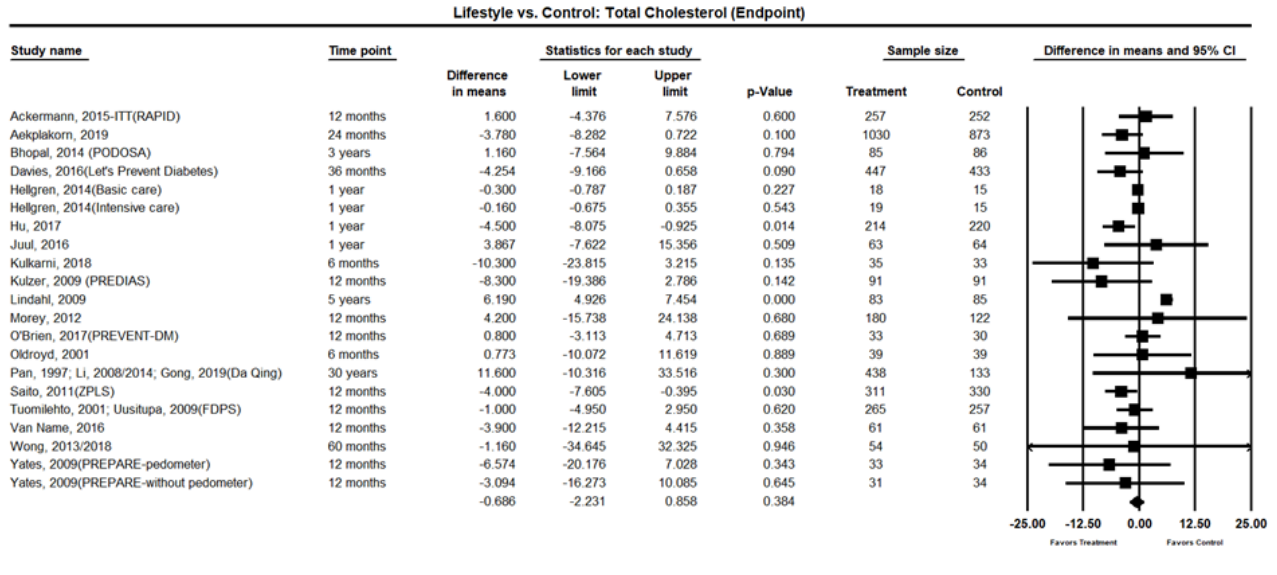 Lifestyle vs. Control: Total Cholesterol (Endpoint)
Study name Time point Statistics for each study Sample size Difference in means and 95% CI
Difference in means Lower limit Upper limit p-Value Treatment Control
Ackermann, 2015-ITT(RAPID) 12 months 1.600 -4.376 7.576 0.600 257 252
Aekplakorn, 2019 24 months -3.780 -8.282 0.722 0.100 1030 873
Bhopal, 2014 (PODOSA) 3 years 1.160 -7.564 9.884 0.794 85 86
Davies, 2016(Let's Prevent Diabetes) 36 months -4.254 -9.166 0.658 0.090 447 433
Hellgren, 2014(Basic care) 1 year -0.300 -0.787 0.187 0.227 18 15
Hellgren, 2014(Intensive care) 1 year -0.160 -0.675 0.355 0.543 19 15
Hu, 2017 1 year -4.500 -8.075 -0.925 0.014 214 220
Juul, 2016 1 year 3.867 -7.622 15.356 0.509 63 64
Kulkarni, 2018 6 months -10.300 -23.815 3.215 0.135 35 33
Kulzer, 2009 (PREDIAS) 12 months -8.300 -19.386 2.786 0.142 91 91
Lindahl, 2009 5 years 6.190 4.926 7.454 0.000 83 85
Morey, 2012 12 months 4.200 -15.738 24.138 0.680 180 122
O'Brien, 2017(PREVENT-DM) 12 months 0.800 -3.113 4.713 0.689 33 30
Oldroyd, 2001 6 months 0.773 -10.072 11.619 0.889 39 39
Pan, 1997; Li, 2008/2014; Gong, 2019(Da Qing) 30 years 11.600 -10.316 33.516 0.300 438 133
Saito, 2011(ZPLS) 12 months -4.000 -7.605 -0.395 0.030 311 330
Tuomilehto, 2001; Uusitupa, 2009(FDPS) 12 months -1.000 -4.950 2.950 0.620 265 257
Van Name, 2016 12 months -3.900 -12.215 4.415 0.358 61 61
Wong, 2013/2018 60 months -1.160 -34.645 32.325 0.946 54 50
Yates, 2009(PREPARE-pedometer) 12 months -6.574 -20.176 7.028 0.343 33 34
Yates, 2009(PREPARE-without pedometer) 12 months -3.094 -16.273 10.085 0.645 31 34
-0.686 -2.231 0.858 0.384
-25.00 -12.50 0.00 12.50 25.00
Favors Treatment Favors Control